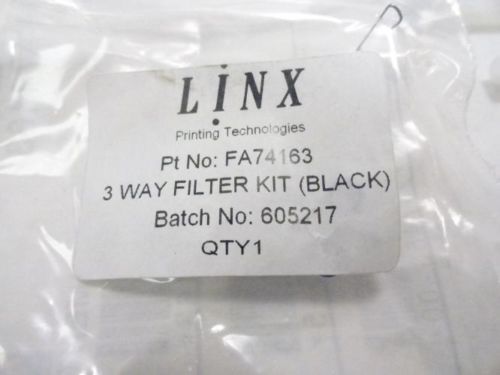 LINX
Printing Technologies
Pt No: FA74163
3 WAY FILTER KIT (BLACK)
Batch No: 605217
QTY1